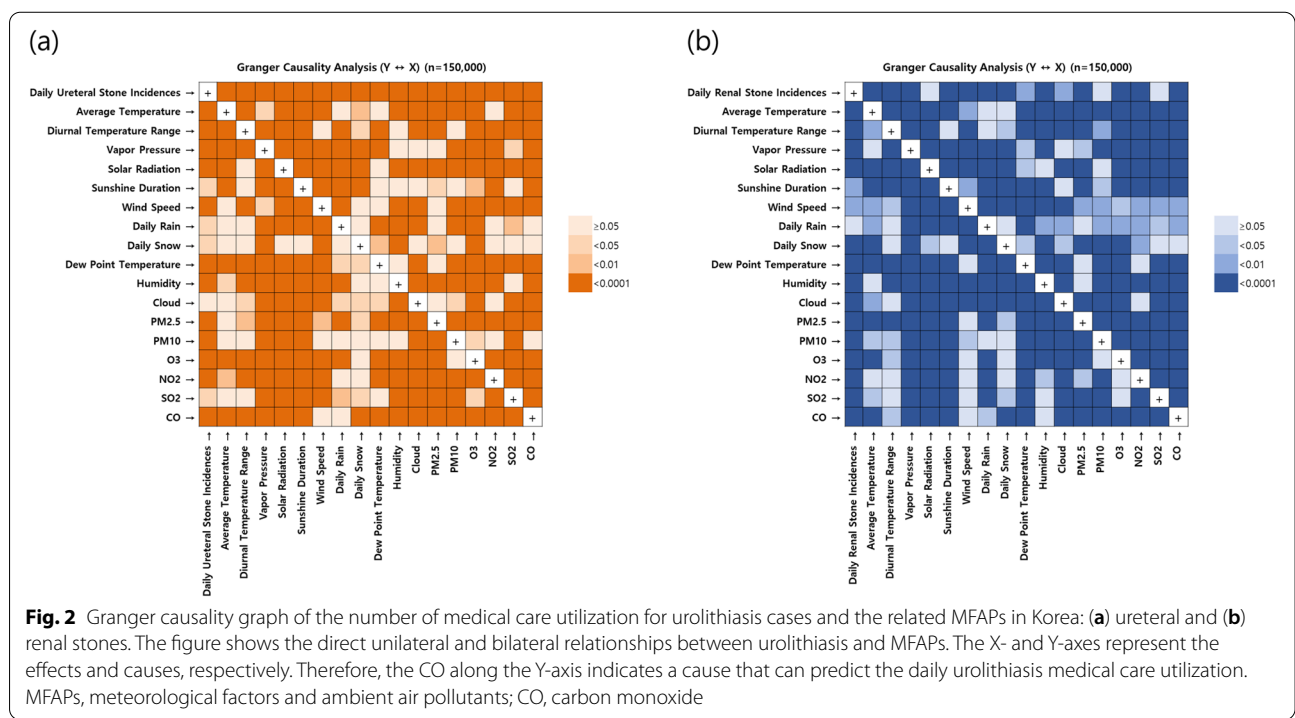 (a)
Granger Causality Analysis (Y ↔ X) (n=150,000)
Daily Ureteral Stone Incidences →
Average Temperature →
Diurnal Temperature Range →
Vapor Pressure →
Solar Radiation →
Sunshine Duration →
Wind Speed →
Daily Rain →
Daily Snow →
Dew Point Temperature →
Humidity →
Cloud →
PM2.5 →
PM10 →
O3 →
NO2 →
SO2 →
CO →
≥0.05
<0.05
<0.01
<0.0001
Daily Ureteral Stone Incidences →
Average Temperature →
Diurnal Temperature Range →
Vapor Pressure →
Solar Radiation →
Sunshine Duration →
Wind Speed →
Daily Rain →
Daily Snow →
Dew Point Temperature →
Humidity →
Cloud →
PM2.5 →
PM10 →
O3 →
NO2 →
SO2 →
CO →
(b)
Granger Causality Analysis (Y ↔ X) (n=150,000)
Daily Renal Stone Incidences →
Average Temperature →
Diurnal Temperature Range →
Vapor Pressure →
Solar Radiation →
Sunshine Duration →
Wind Speed →
Daily Rain →
Daily Snow →
Dew Point Temperature →
Humidity →
Cloud →
PM2.5 →
PM10 →
O3 →
NO2 →
SO2 →
CO →
≥0.05
<0.05
<0.01
<0.0001
Daily Renal Stone Incidences →
Average Temperature →
Diurnal Temperature Range →
Vapor Pressure →
Solar Radiation →
Sunshine Duration →
Wind Speed →
Daily Rain →
Daily Snow →
Dew Point Temperature →
Humidity →
Cloud →
PM2.5 →
PM10 →
O3 →
NO2 →
SO2 →
CO →
Fig. 2 Granger causality graph of the number of medical care utilization for urolithiasis cases and the related MFAPs in Korea: (a) ureteral and (b)
renal stones. The figure shows the direct unilateral and bilateral relationships between urolithiasis and MFAPs. The X- and Y-axes represent the
effects and causes, respectively. Therefore, the CO along the Y-axis indicates a cause that can predict the daily urolithiasis medical care utilization.
MFAPs, meteorological factors and ambient air pollutants; CO, carbon monoxide